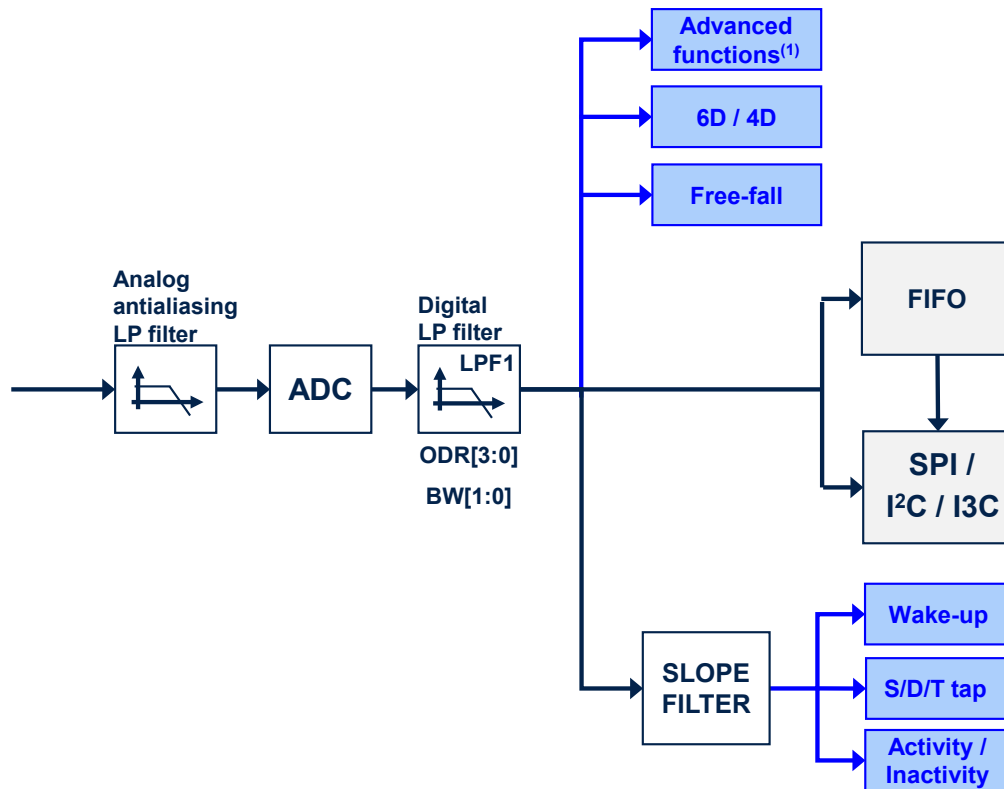 Advanced
functions(1)
6D / 4D
Free-fall
Analog
antialiasing
LP filter
ADC
Digital
LP filter
LPF1
ODR[3:0]
BW[1:0]
FIFO
SPI /
I²C / I3C
SLOPE
FILTER
Wake-up
S/D/T tap
Activity /
Inactivity